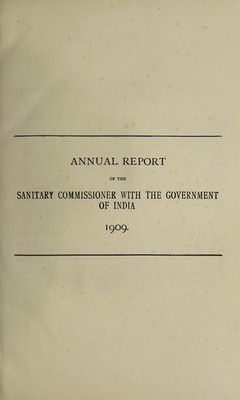 ANNUAL REPORT
OF THE
SANITARY COMMISSIONER WITH THE GOVERNMENT
OF INDIA
1909.